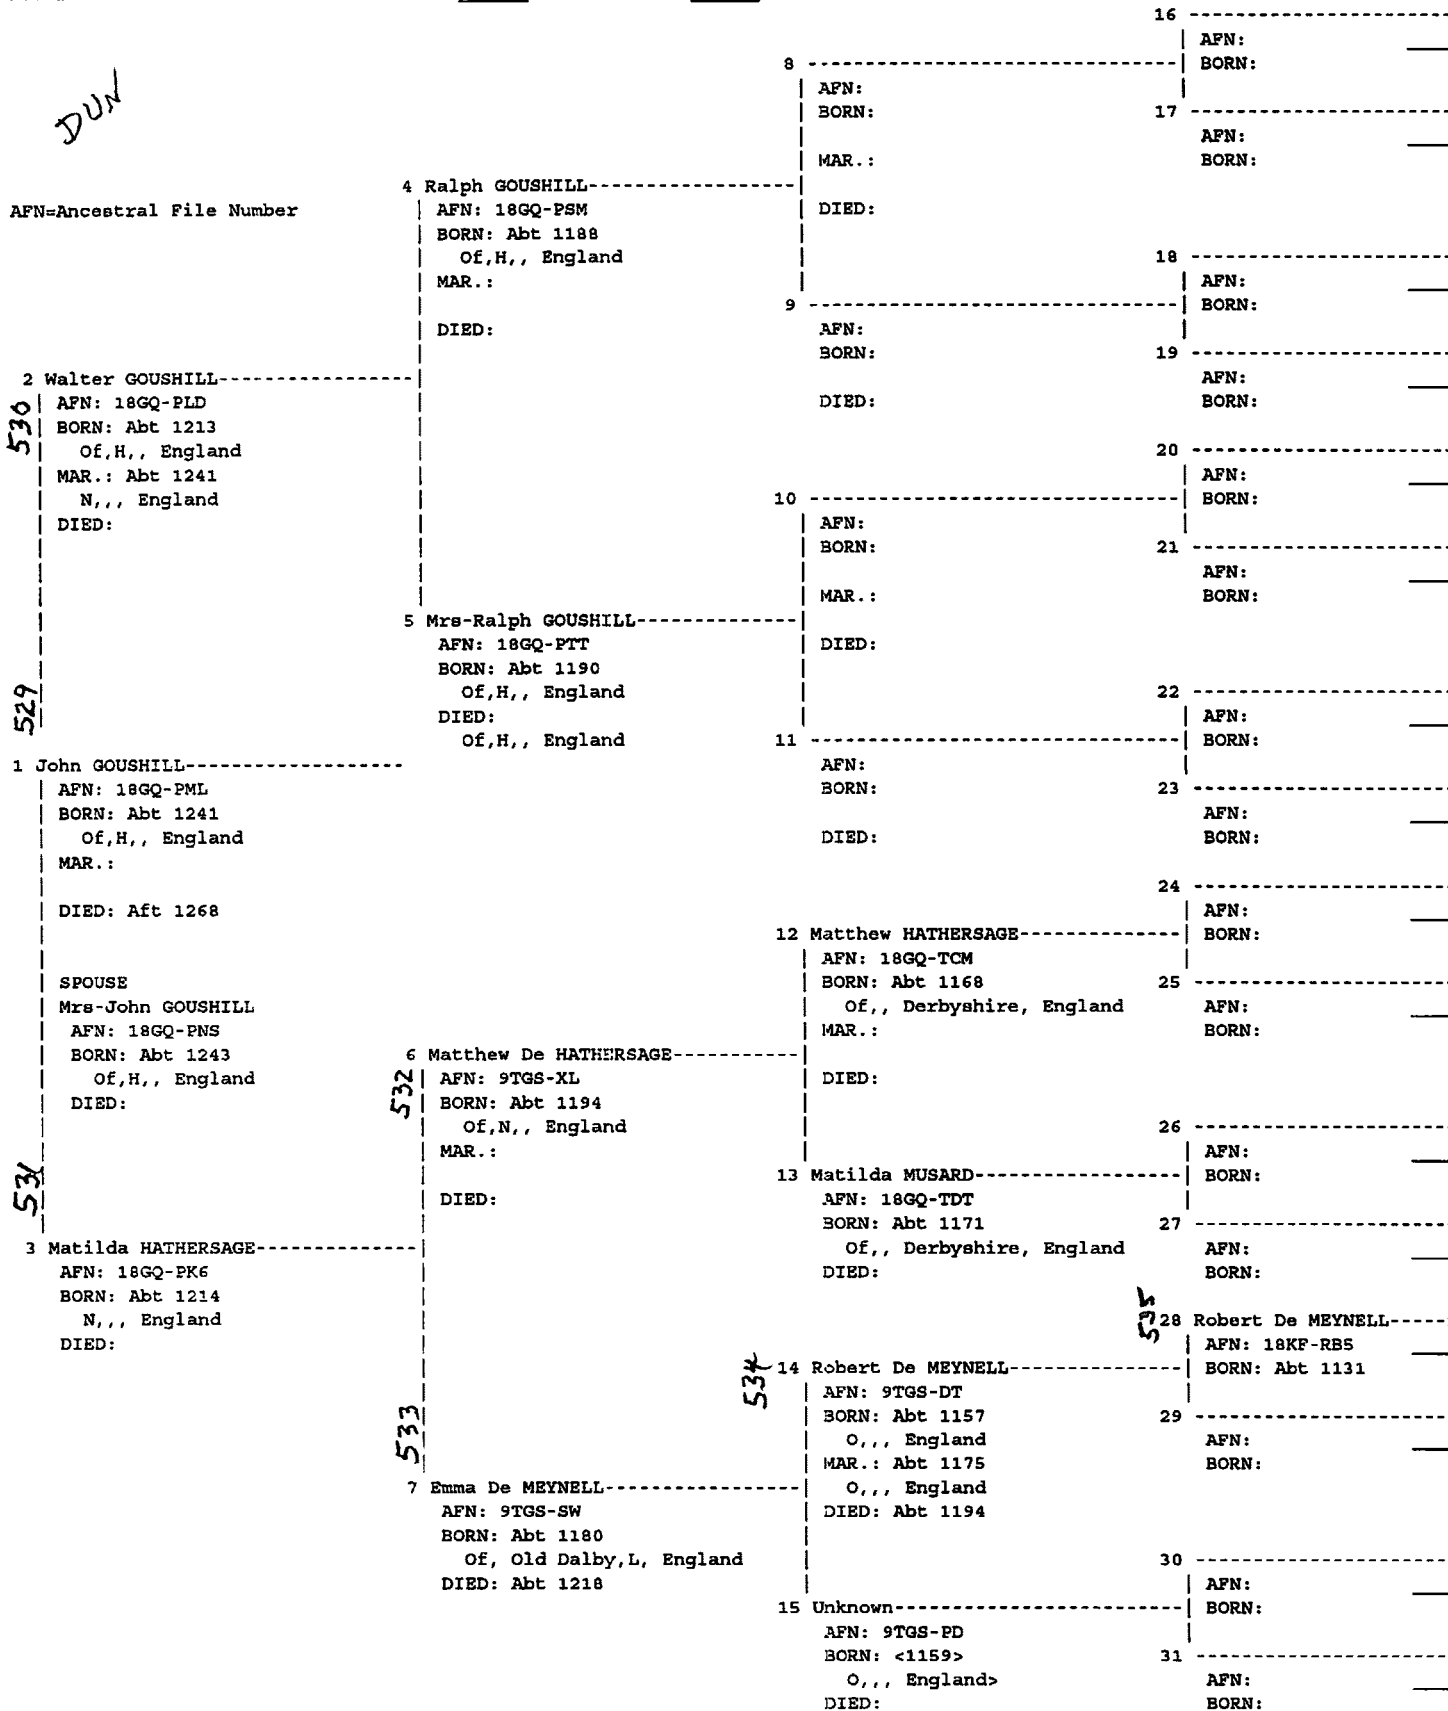 DUN
AFN=Ancestral File Number
16
AFN:
BORN:
8
AFN:
BORN:
MAR.:
DIED:
17
AFN:
BORN:
4 Ralph GOUSHILL
AFN: 18GQ-PSM
BORN: Abt 1188
Of,H,, England
MAR.:
DIED:
18
AFN:
BORN:
9
AFN:
BORN:
DIED:
19
AFN:
BORN:
2 Walter GOUSHILL
530
AFN: 18GQ-PLD
BORN: Abt 1213
Of,H,, England
MAR.: Abt 1241
N,,, England
DIED:
20
AFN:
BORN:
10
AFN:
BORN:
MAR.:
DIED:
21
AFN:
BORN:
5 Mrs-Ralph GOUSHILL
AFN: 18GQ-PTT
BORN: Abt 1190
Of,H,, England
DIED:
Of,H,, England
22
AFN:
BORN:
11
AFN:
BORN:
DIED:
23
AFN:
BORN:
529
1 John GOUSHILL
AFN: 18GQ-PML
BORN: Abt 1241
Of,H,, England
MAR.:
DIED: Aft 1268
SPOUSE
Mrs-John GOUSHILL
AFN: 18GQ-PNS
BORN: Abt 1243
Of,H,, England
DIED:
24
AFN:
BORN:
12 Matthew HATHERSAGE
AFN: 18GQ-TCM
BORN: Abt 1168
Of,, Derbyshire, England
MAR.:
DIED:
25
AFN:
BORN:
6 Matthew De HATHERSAGE
532
AFN: 9TGS-XL
BORN: Abt 1194
Of,N,, England
MAR.:
DIED:
26
AFN:
BORN:
13 Matilda MUSARD
AFN: 18GQ-TDT
BORN: Abt 1171
Of,, Derbyshire, England
DIED:
27
AFN:
BORN:
531
3 Matilda HATHERSAGE
AFN: 18GQ-PK6
BORN: Abt 1214
N,,, England
DIED:
535
28 Robert De MEYNELL
AFN: 18KF-RB5
BORN: Abt 1131
534
14 Robert De MEYNELL
AFN: 9TGS-DT
BORN: Abt 1157
O,,, England
MAR.: Abt 1175
O,,, England
DIED: Abt 1194
29
AFN:
BORN:
533
7 Emma De MEYNELL
AFN: 9TGS-SW
BORN: Abt 1180
Of, Old Dalby,L, England
DIED: Abt 1218
30
AFN:
BORN:
15 Unknown
AFN: 9TGS-PD
BORN: <1159>
O,,, England>
DIED:
31
AFN:
BORN: